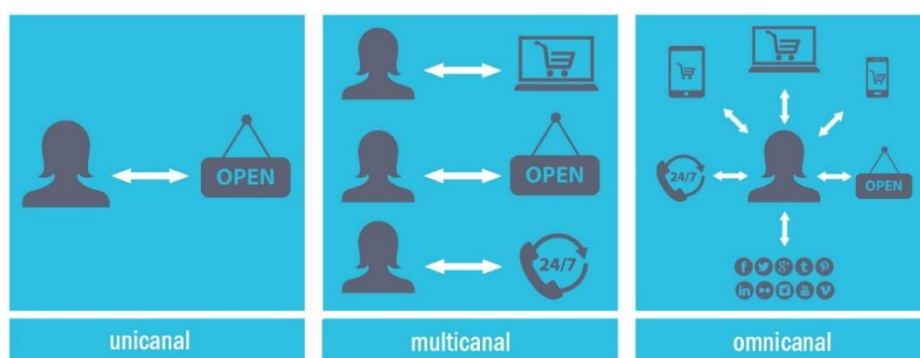 OPEN
unicanal
OPEN
24/7
multicanal
24/7
OPEN
omnicanal